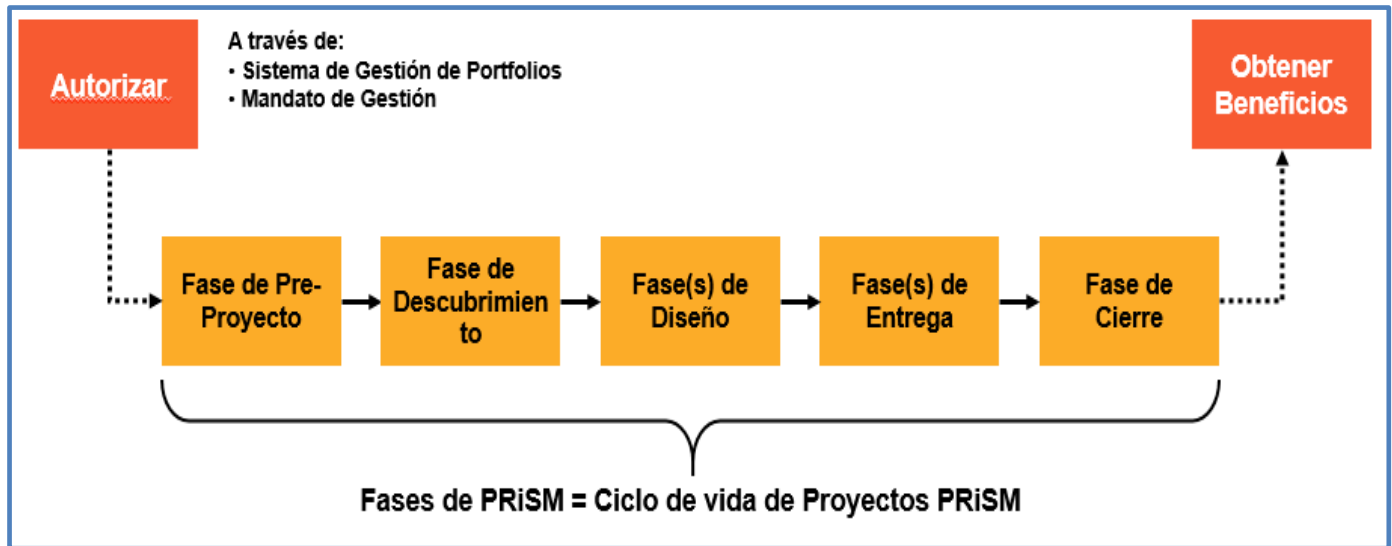 Autorizar
A través de:
• Sistema de Gestión de Portfolios
• Mandato de Gestión
Obtener
Beneficios
Fase de Pre-
Proyecto
Fase de
Descubrimien
to
Fase(s) de
Diseño
Fase(s) de
Entrega
Fase de
Cierre
Fases de PRiSM = Ciclo de vida de Proyectos PRiSM